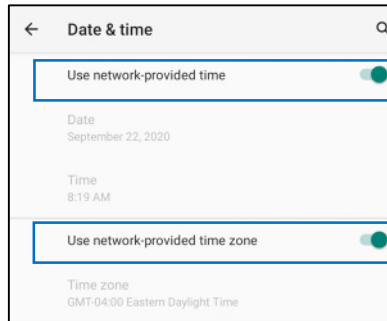 Date & time
Use network-provided time
Date
September 22, 2020
Time
8:19 AM
Use network-provided time zone
Time zone
GMT-04:00 Eastern Daylight Time